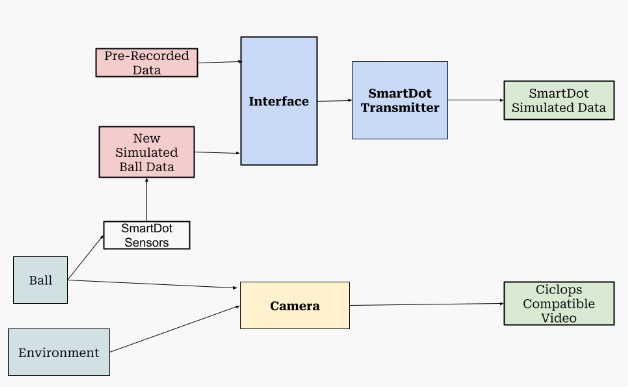 Pre-Recorded
Data
Interface
SmartDot
Transmitter
SmartDot
Simulated Data
New
Simulated
Ball Data
SmartDot
Sensors
Ball
Camera
Ciclops
Compatible
Video
Environment